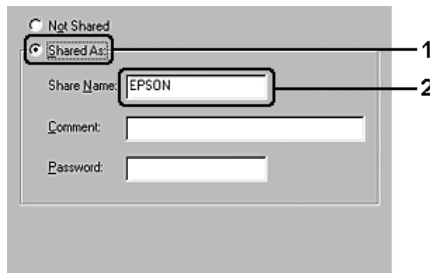 Not Shared
Shared As: 1
Share Name: EPSON 2
Comment:
Password: